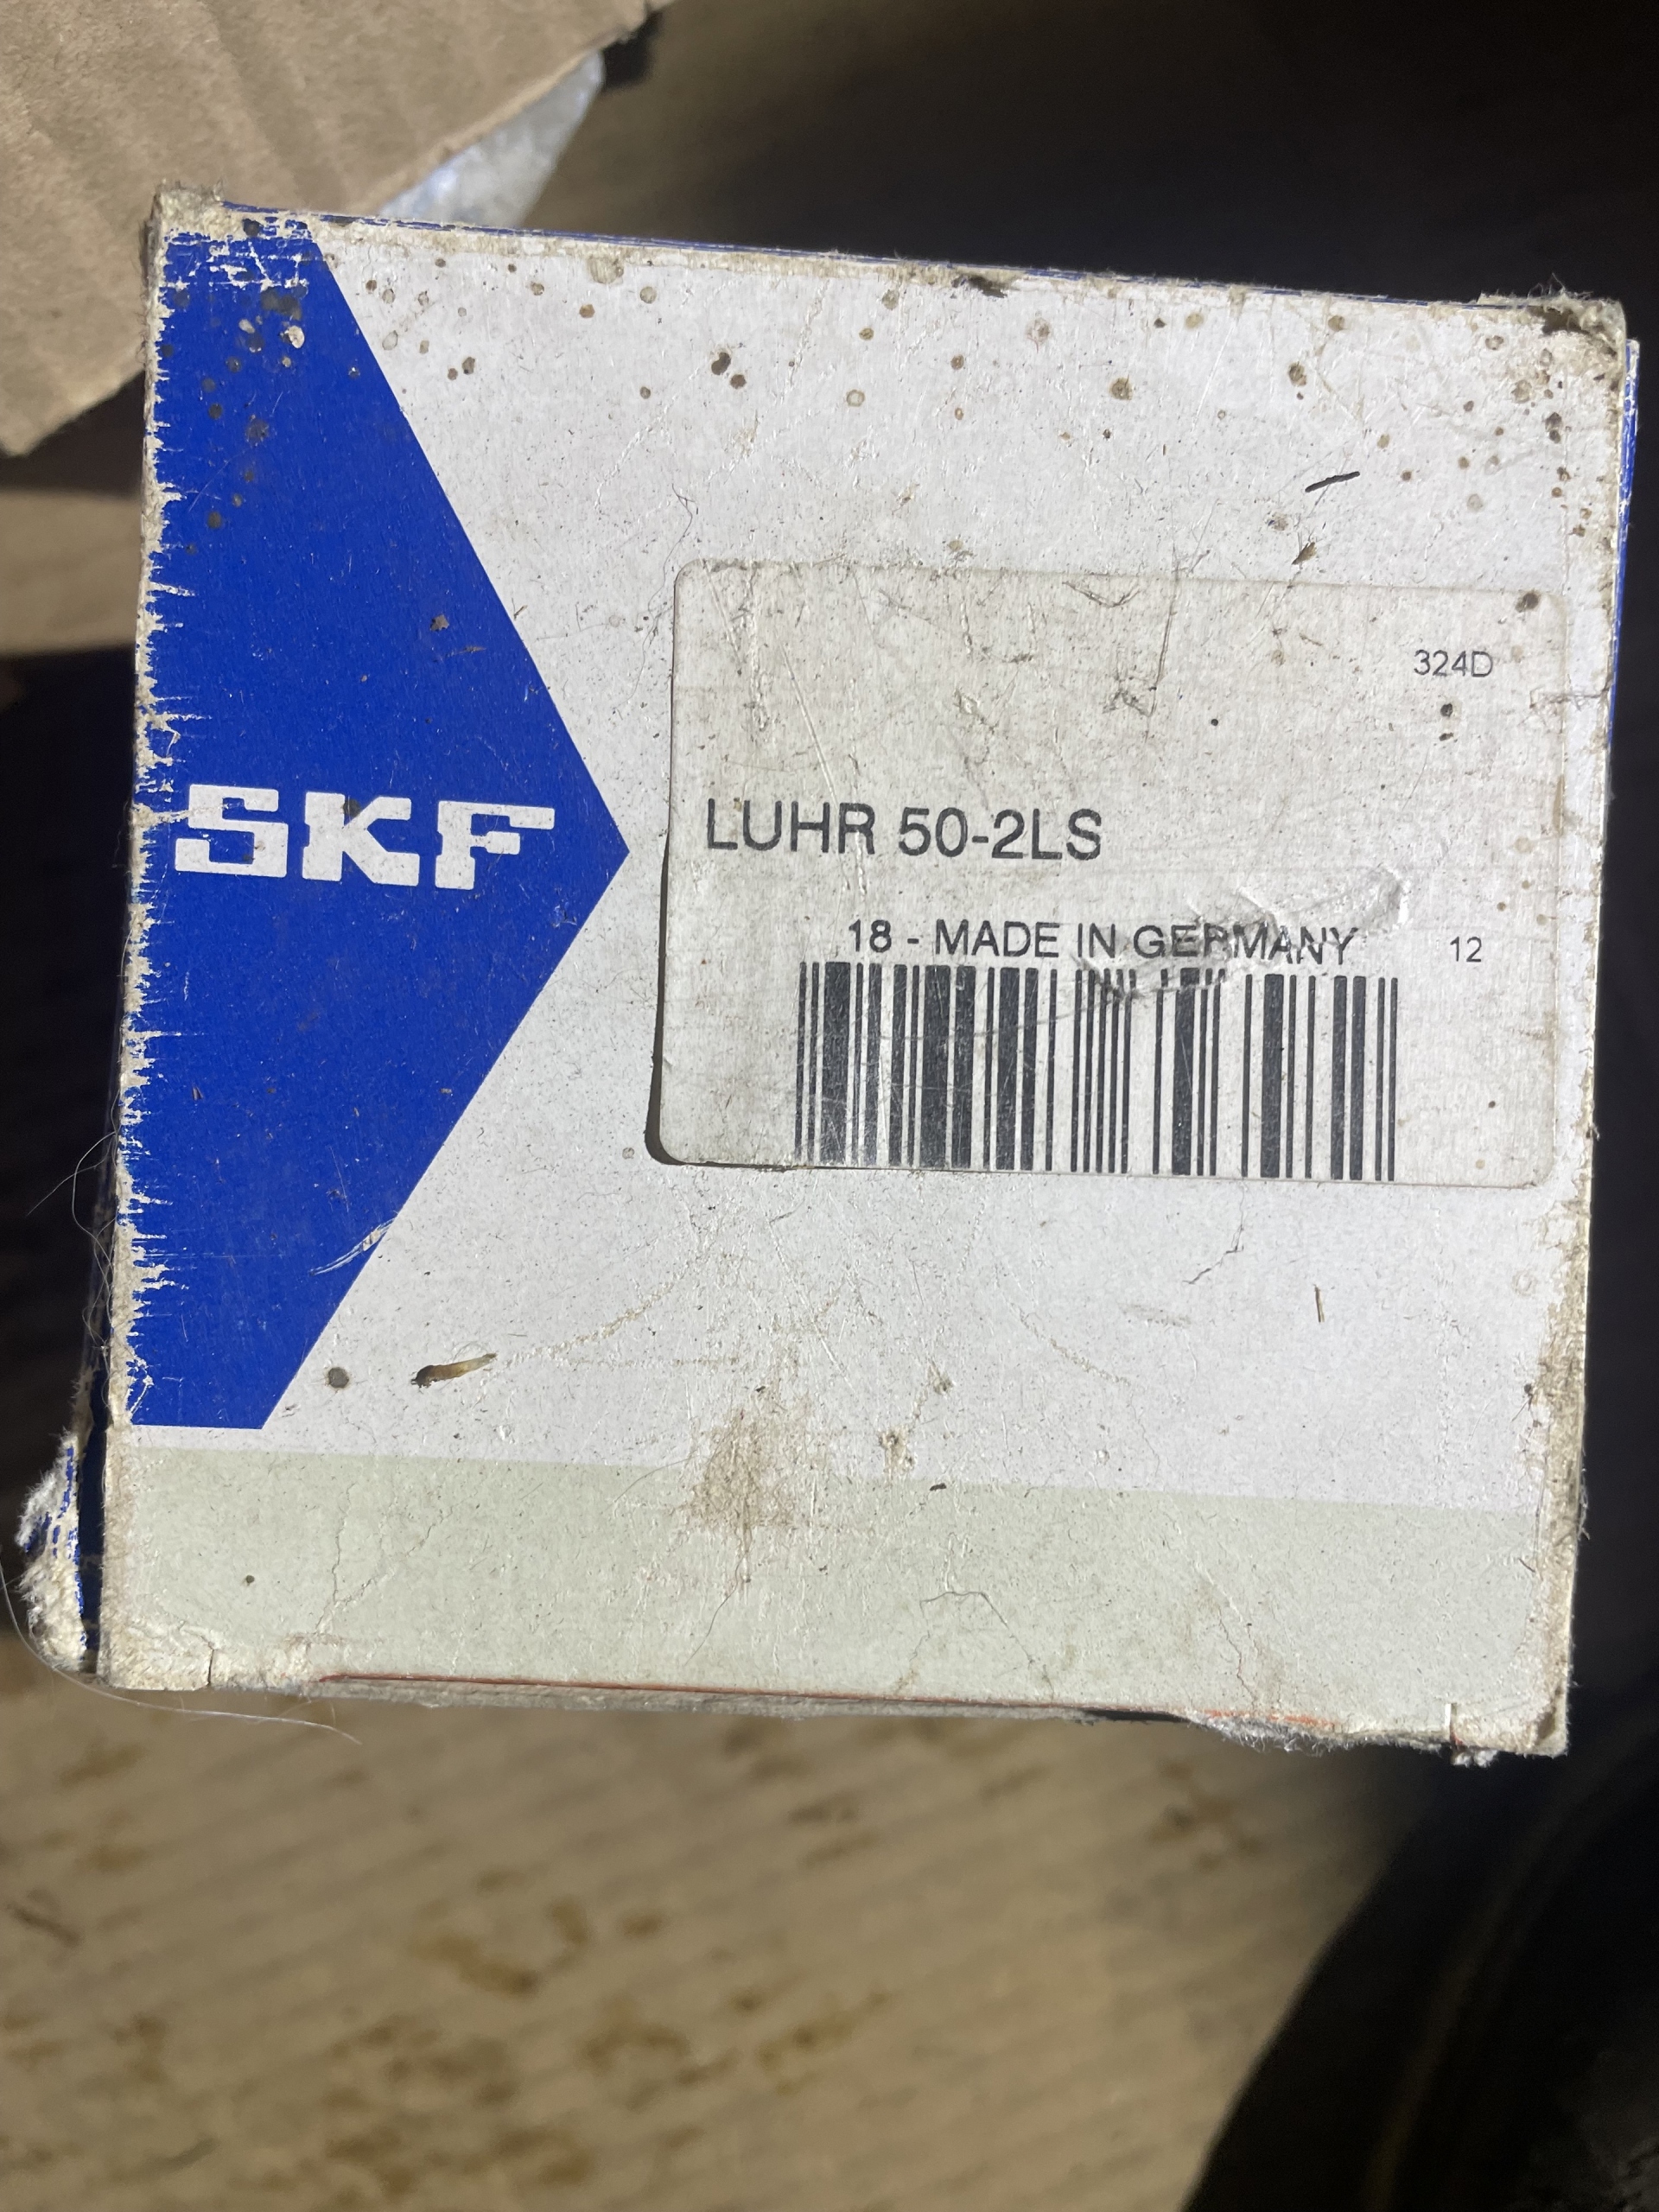 324D
SKF
LUHR 50-2LS
18 - MADE IN GERMANY 12